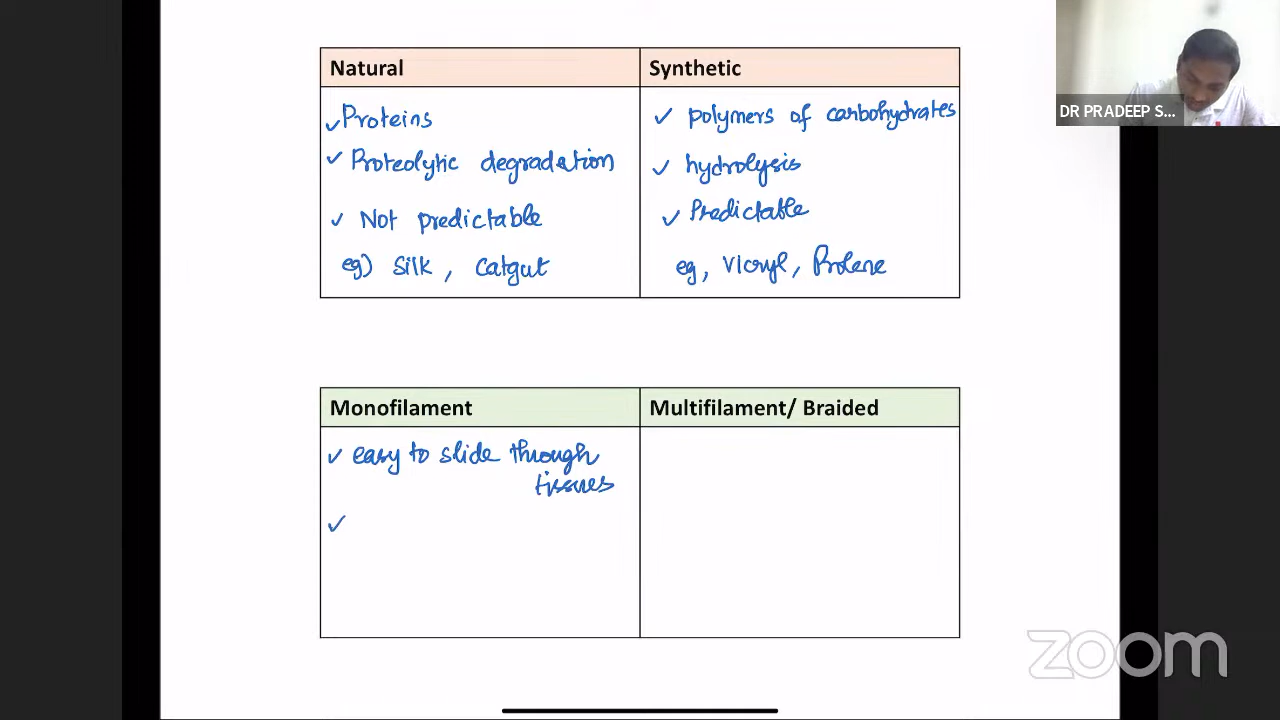 Natural
Synthetic
✓ Proteins
✓ polymers of carbohydrates
✓ Proteolytic degradation
✓ hydrolysis
✓ Not predictable
✓ Predictable
eg) Silk, Catgut
eg, Vicryl, Prolene
Monofilament
Multifilament/ Braided
✓ easy to slide through
tissues
✓
DR PRADEEP S...
zoom